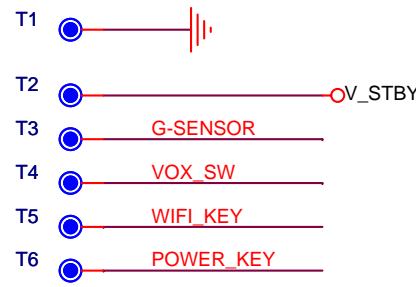 T1
T2 V_STBY
T3 G-SENSOR
T4 VOX_SW
T5 WIFI_KEY
T6 POWER_KEY